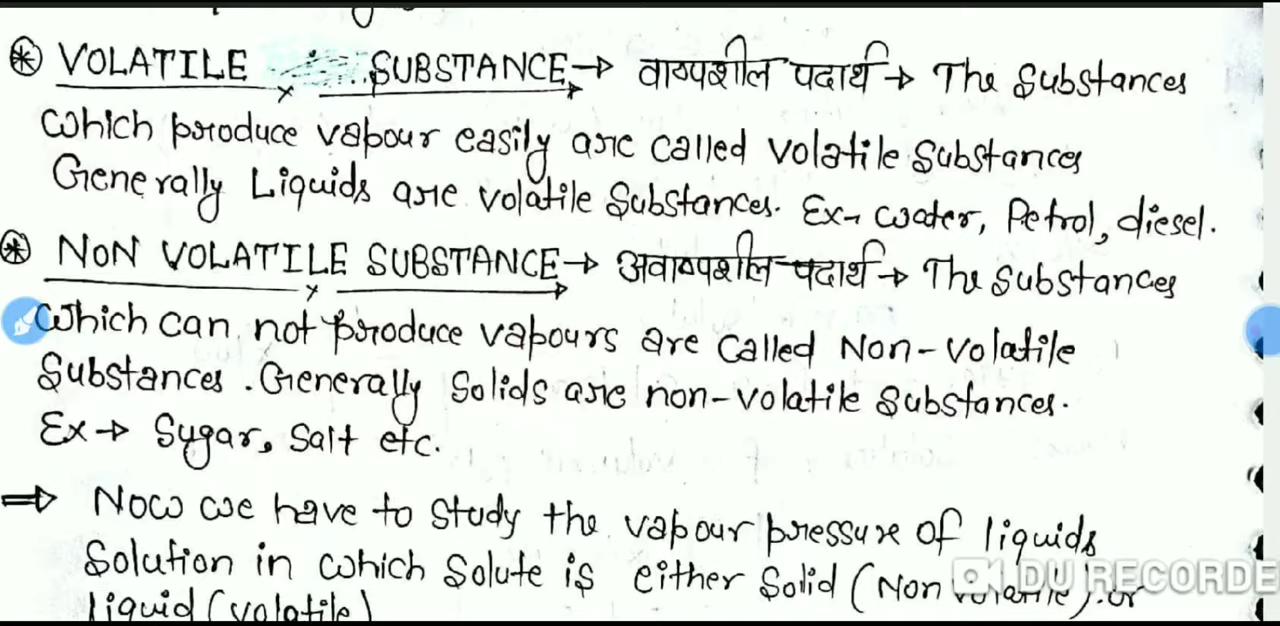 * VOLATILE SUBSTANCE → वाष्पशील पदार्थ → The Substances
which produce vapour easily are called volatile Substances
Generally Liquids are volatile Substances. Ex→ water, Petrol, diesel.
* NON VOLATILE SUBSTANCE → अवाष्पशील पदार्थ → The Substances
which can not produce vapours are called Non-volatile
Substances. Generally Solids are non-volatile Substances.
Ex → Sugar, Salt etc.
⇒ Now we have to study the vapour pressure of liquids
Solution in which Solute is either Solid (Non volatile) or
liquid (volatile)
DU RECORDE